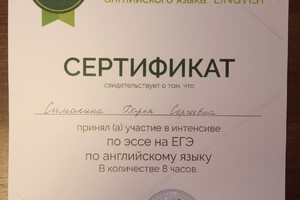 английского языка "LINGVIST"
СЕРТИФИКАТ
свидетельствует о том, что
Симакина Дарья Сергеевна
принял (а) участие в интенсиве
по эссе на ЕГЭ
по английскому языку
В количестве 8 часов.